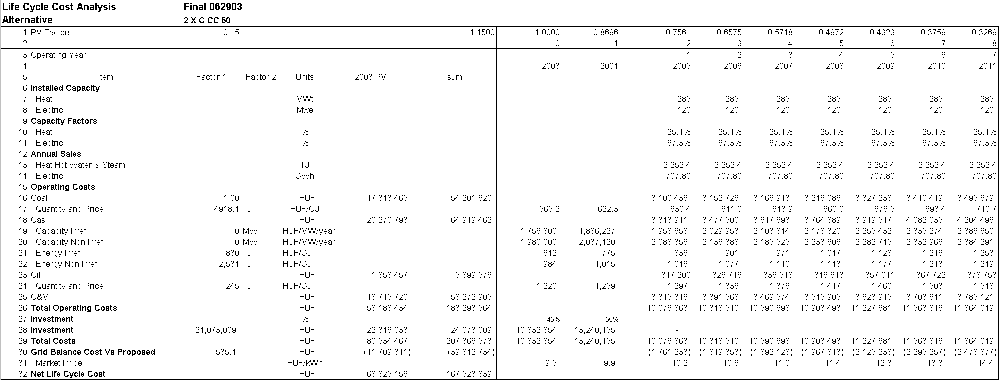 Life Cycle Cost Analysis Final 062903
Alternative 2 X C CC 50
1 PV Factors 0.15 1.1500 1.0000 0.8696 0.7561 0.6575 0.5718 0.4972 0.4323 0.3759 0.3269
2 -1 0 1 2 3 4 5 6 7 8
3 Operating Year 1 2 3 4 5 6 7
4 2003 2004 2005 2006 2007 2008 2009 2010 2011
5 Item Factor 1 Factor 2 Units 2003 PV sum
6 Installed Capacity
7 Heat MWt 285 285 285 285 285 285 285
8 Electric Mwe 120 120 120 120 120 120 120
9 Capacity Factors
10 Heat % 25.1% 25.1% 25.1% 25.1% 25.1% 25.1% 25.1%
11 Electric % 67.3% 67.3% 67.3% 67.3% 67.3% 67.3% 67.3%
12 Annual Sales
13 Heat Hot Water & Steam TJ 2,252.4 2,252.4 2,252.4 2,252.4 2,252.4 2,252.4 2,252.4
14 Electric GWh 707.80 707.80 707.80 707.80 707.80 707.80 707.80
15 Operating Costs
16 Coal 1.00 THUF 17,343,465 54,201,620 3,100,436 3,152,726 3,166,913 3,246,086 3,327,238 3,410,419 3,495,679
17 Quantity and Price 4918.4 TJ HUF/GJ 565.2 622.3 630.4 641.0 643.9 660.0 676.5 693.4 710.7
18 Gas THUF 20,270,793 64,919,462 3,343,911 3,477,500 3,617,693 3,764,889 3,919,517 4,082,035 4,204,496
19 Capacity Pref 0 MW HUF/MW/year 1,756,800 1,886,227 1,958,658 2,029,953 2,103,844 2,178,320 2,255,432 2,335,274 2,386,650
20 Capacity Non Pref 0 MW HUF/MW/year 1,980,000 2,037,420 2,088,356 2,136,388 2,185,525 2,233,606 2,282,745 2,332,966 2,384,291
21 Energy Pref 830 TJ HUF/GJ 642 775 836 901 971 1,047 1,128 1,216 1,253
22 Energy Non Pref 2,534 TJ HUF/GJ 984 1,015 1,046 1,077 1,110 1,143 1,177 1,213 1,249
23 Oil THUF 1,858,457 5,899,576 317,200 326,716 336,518 346,613 357,011 367,722 378,753
24 Quantity and Price 245 TJ HUF/GJ 1,220 1,259 1,297 1,336 1,376 1,417 1,460 1,503 1,548
25 O&M THUF 18,715,720 58,272,905 3,315,316 3,391,568 3,469,574 3,545,905 3,623,915 3,703,641 3,785,121
26 Total Operating Costs THUF 58,188,434 183,293,564 10,076,863 10,348,510 10,590,698 10,903,493 11,227,681 11,563,816 11,864,049
27 Investment % 45% 55%
28 Investment 24,073,009 THUF 22,346,033 24,073,009 10,832,854 13,240,155 -
29 Total Costs THUF 80,534,467 207,366,573 10,832,854 13,240,155 10,076,863 10,348,510 10,590,698 10,903,493 11,227,681 11,563,816 11,864,049
30 Grid Balance Cost Vs Proposed 535.4 THUF (11,709,311) (39,842,734) (1,761,233) (1,819,353) (1,892,128) (1,967,813) (2,125,238) (2,295,257) (2,478,877)
31 Market Price HUF/kWh 9.5 9.9 10.2 10.6 11.0 11.4 12.3 13.3 14.4
32 Net Life Cycle Cost THUF 68,825,156 167,523,839